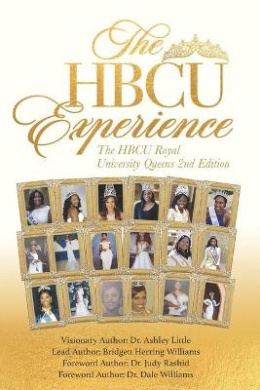 The
HBCU
Experience
The HBCU Royal
University Queens 2nd Edition
Visionary Author: Dr. Ashley Little
Lead Author: Bridgett Herring Williams
Foreword Author: Dr. Judy Rashid
Foreword Author: Dr. Dale Williams